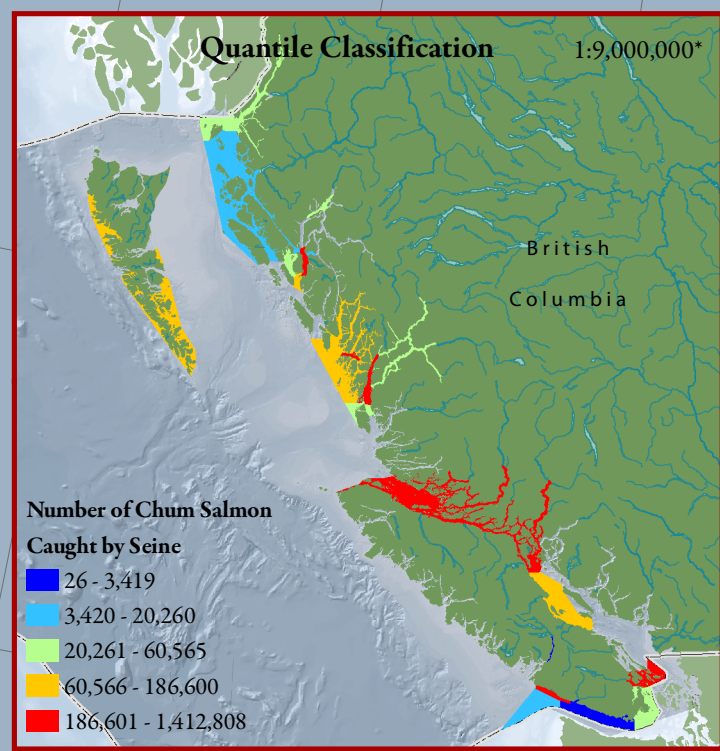 Quantile Classification
1:9,000,000*
British
Columbia
Number of Chum Salmon
Caught by Seine
26 - 3,419
3,420 - 20,260
20,261 - 60,565
60,566 - 186,600
186,601 - 1,412,808